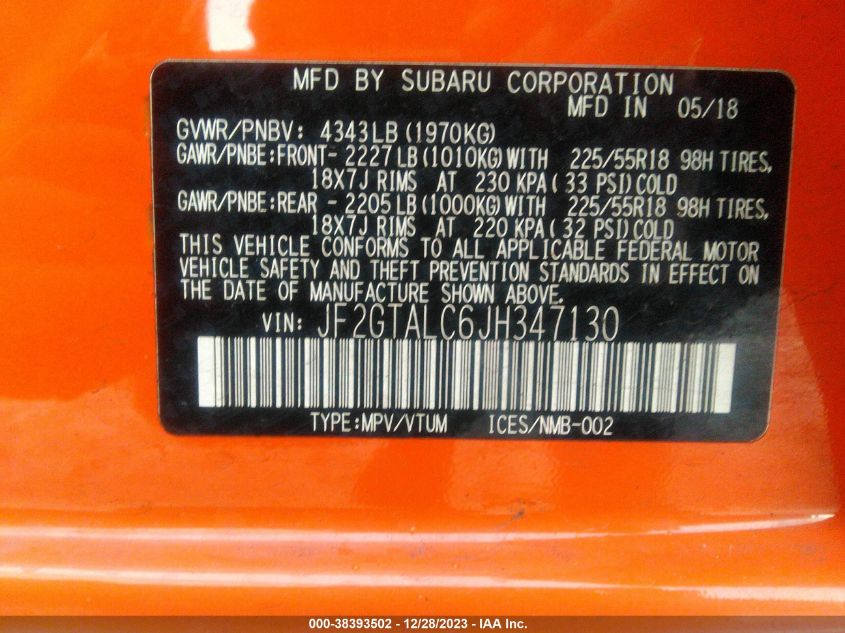 MFD BY SUBARU CORPORATION
MFD IN 05/18
GVWR/PNBV: 4343LB(1970KG)
GAWR/PNBE:FRONT- 2227LB(1010KG)WITH 225/55R18 98H TIRES,
18X7J RIMS AT 230 KPA( 33 PSI)COLD
GAWR/PNBE:REAR - 2205LB(1000KG)WITH 225/55R18 98H TIRES,
18X7J RIMS AT 220 KPA( 32 PSI)COLD
THIS VEHICLE CONFORMS TO ALL APPLICABLE FEDERAL MOTOR
VEHICLE SAFETY AND THEFT PREVENTION STANDARDS IN EFFECT ON
THE DATE OF MANUFACTURE SHOWN ABOVE.
VIN: JF2GTALC6JH347130
TYPE:MPV/VTUM ICES/NMB-002
000-38393502 - 12/28/2023 - IAA Inc.